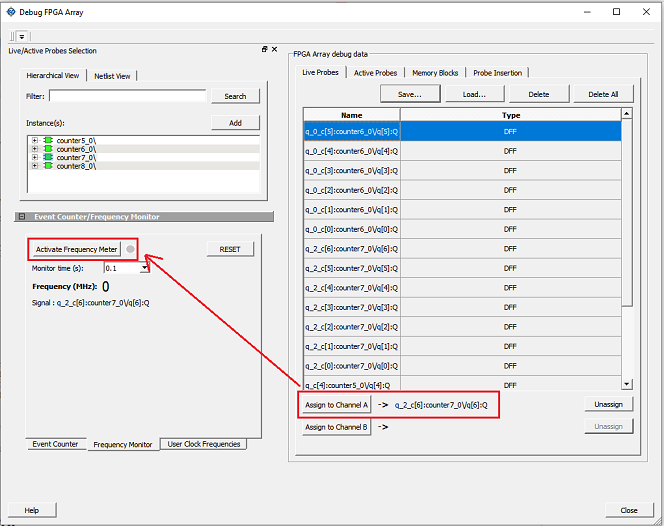 Debug FPGA Array
Live/Active Probes Selection
Hierarchical View Netlist View
Filter: Search
Instance(s): Add
counter5_0\
counter6_0\
counter7_0\
counter8_0\
Event Counter/Frequency Monitor
Activate Frequency Meter RESET
Monitor time (s): 0.1
Frequency (MHz): 0
Signal : q_2_c[6]:counter7_0\/q[6]:Q
Event Counter Frequency Monitor User Clock Frequencies
FPGA Array debug data
Live Probes Active Probes Memory Blocks Probe Insertion
Save... Load... Delete Delete All
Name Type
q_0_c[5]:counter6_0\/q[5]:Q DFF
q_0_c[4]:counter6_0\/q[4]:Q DFF
q_0_c[3]:counter6_0\/q[3]:Q DFF
q_0_c[2]:counter6_0\/q[2]:Q DFF
q_0_c[1]:counter6_0\/q[1]:Q DFF
q_0_c[0]:counter6_0\/q[0]:Q DFF
q_2_c[6]:counter7_0\/q[6]:Q DFF
q_2_c[5]:counter7_0\/q[5]:Q DFF
q_2_c[4]:counter7_0\/q[4]:Q DFF
q_2_c[3]:counter7_0\/q[3]:Q DFF
q_2_c[2]:counter7_0\/q[2]:Q DFF
q_2_c[1]:counter7_0\/q[1]:Q DFF
q_2_c[0]:counter7_0\/q[0]:Q DFF
q_c[4]:counter5_0\/q[4]:Q DFF
Assign to Channel A -> q_2_c[6]:counter7_0\/q[6]:Q Unassign
Assign to Channel B -> Unassign
Help Close